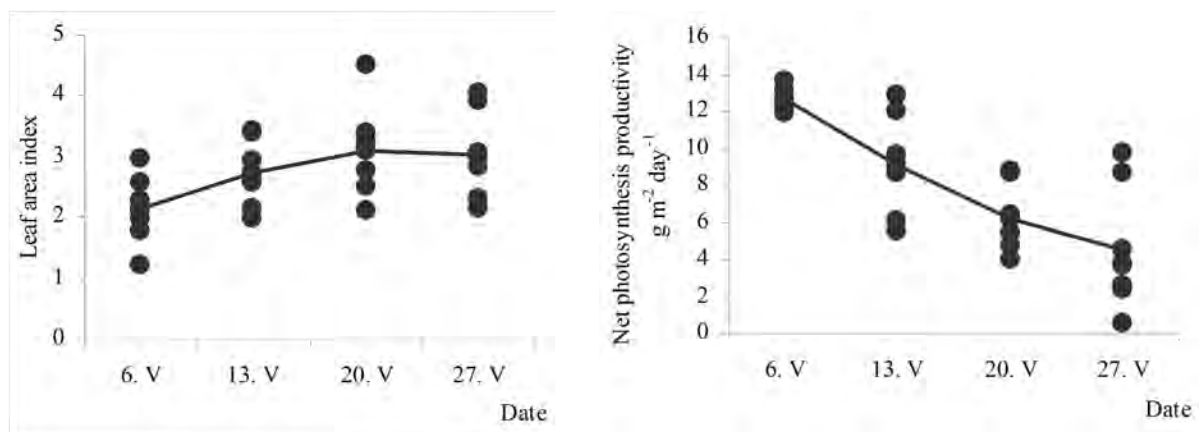 Leaf area index
5
4
3
2
1
0
6. V 13. V 20. V 27. V
Date
Net photosynthesis productivity
g m⁻² day⁻¹
16
14
12
10
8
6
4
2
0
6. V 13. V 20. V 27. V
Date